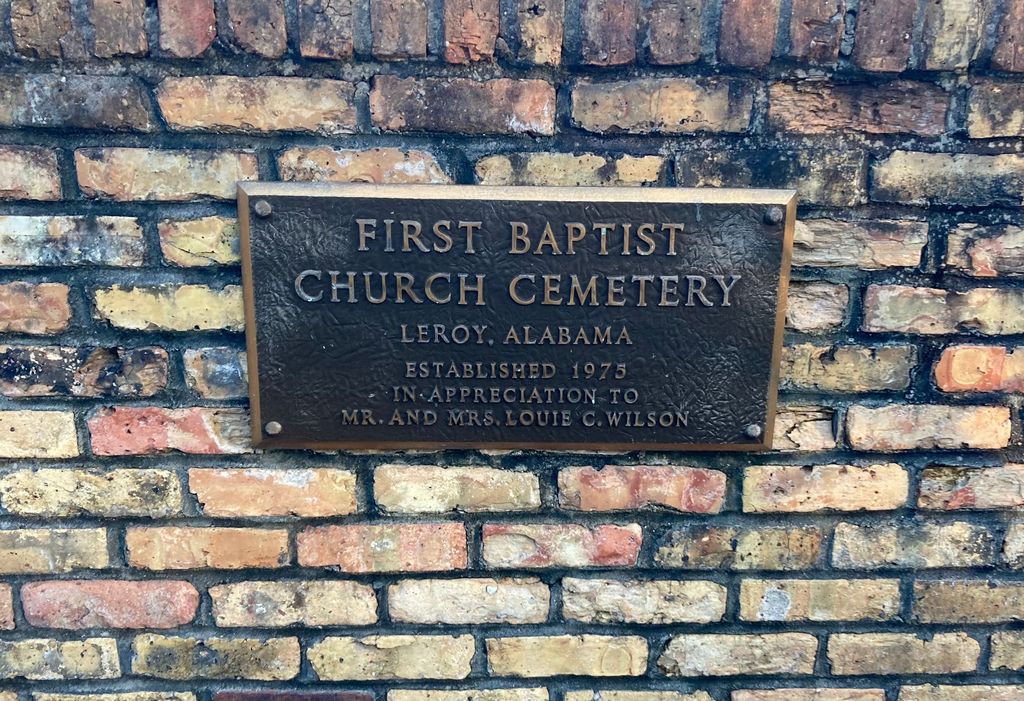 FIRST BAPTIST
CHURCH CEMETERY
LEROY, ALABAMA
ESTABLISHED 1975
IN APPRECIATION TO
MR. AND MRS. LOUIE C. WILSON